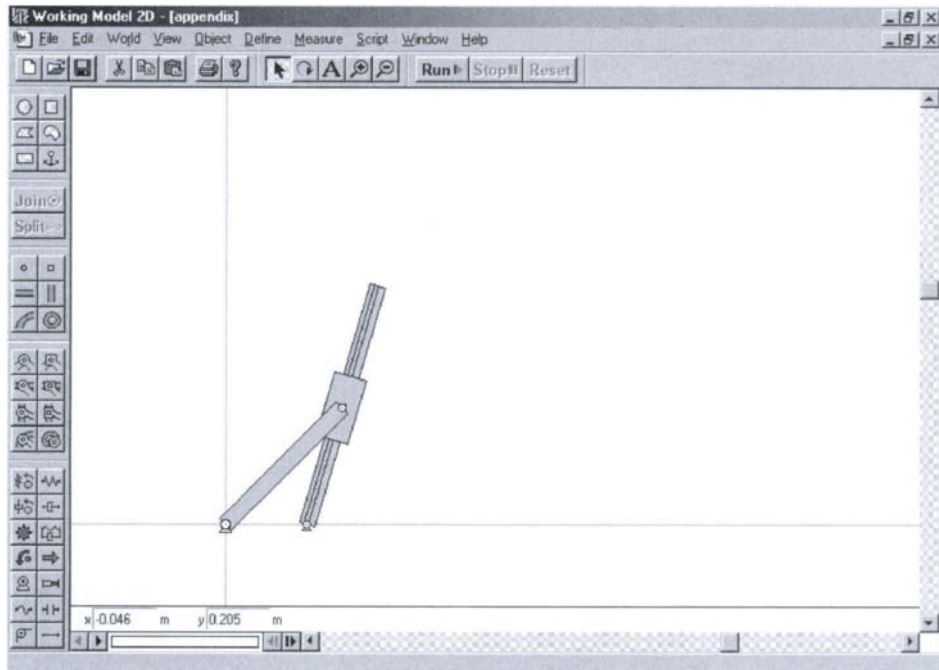 Working Model 2D - [appendix]
File Edit World View Object Define Measure Script Window Help
A Run Stop Reset
Join
Split
x -0.046 m y 0.205 m